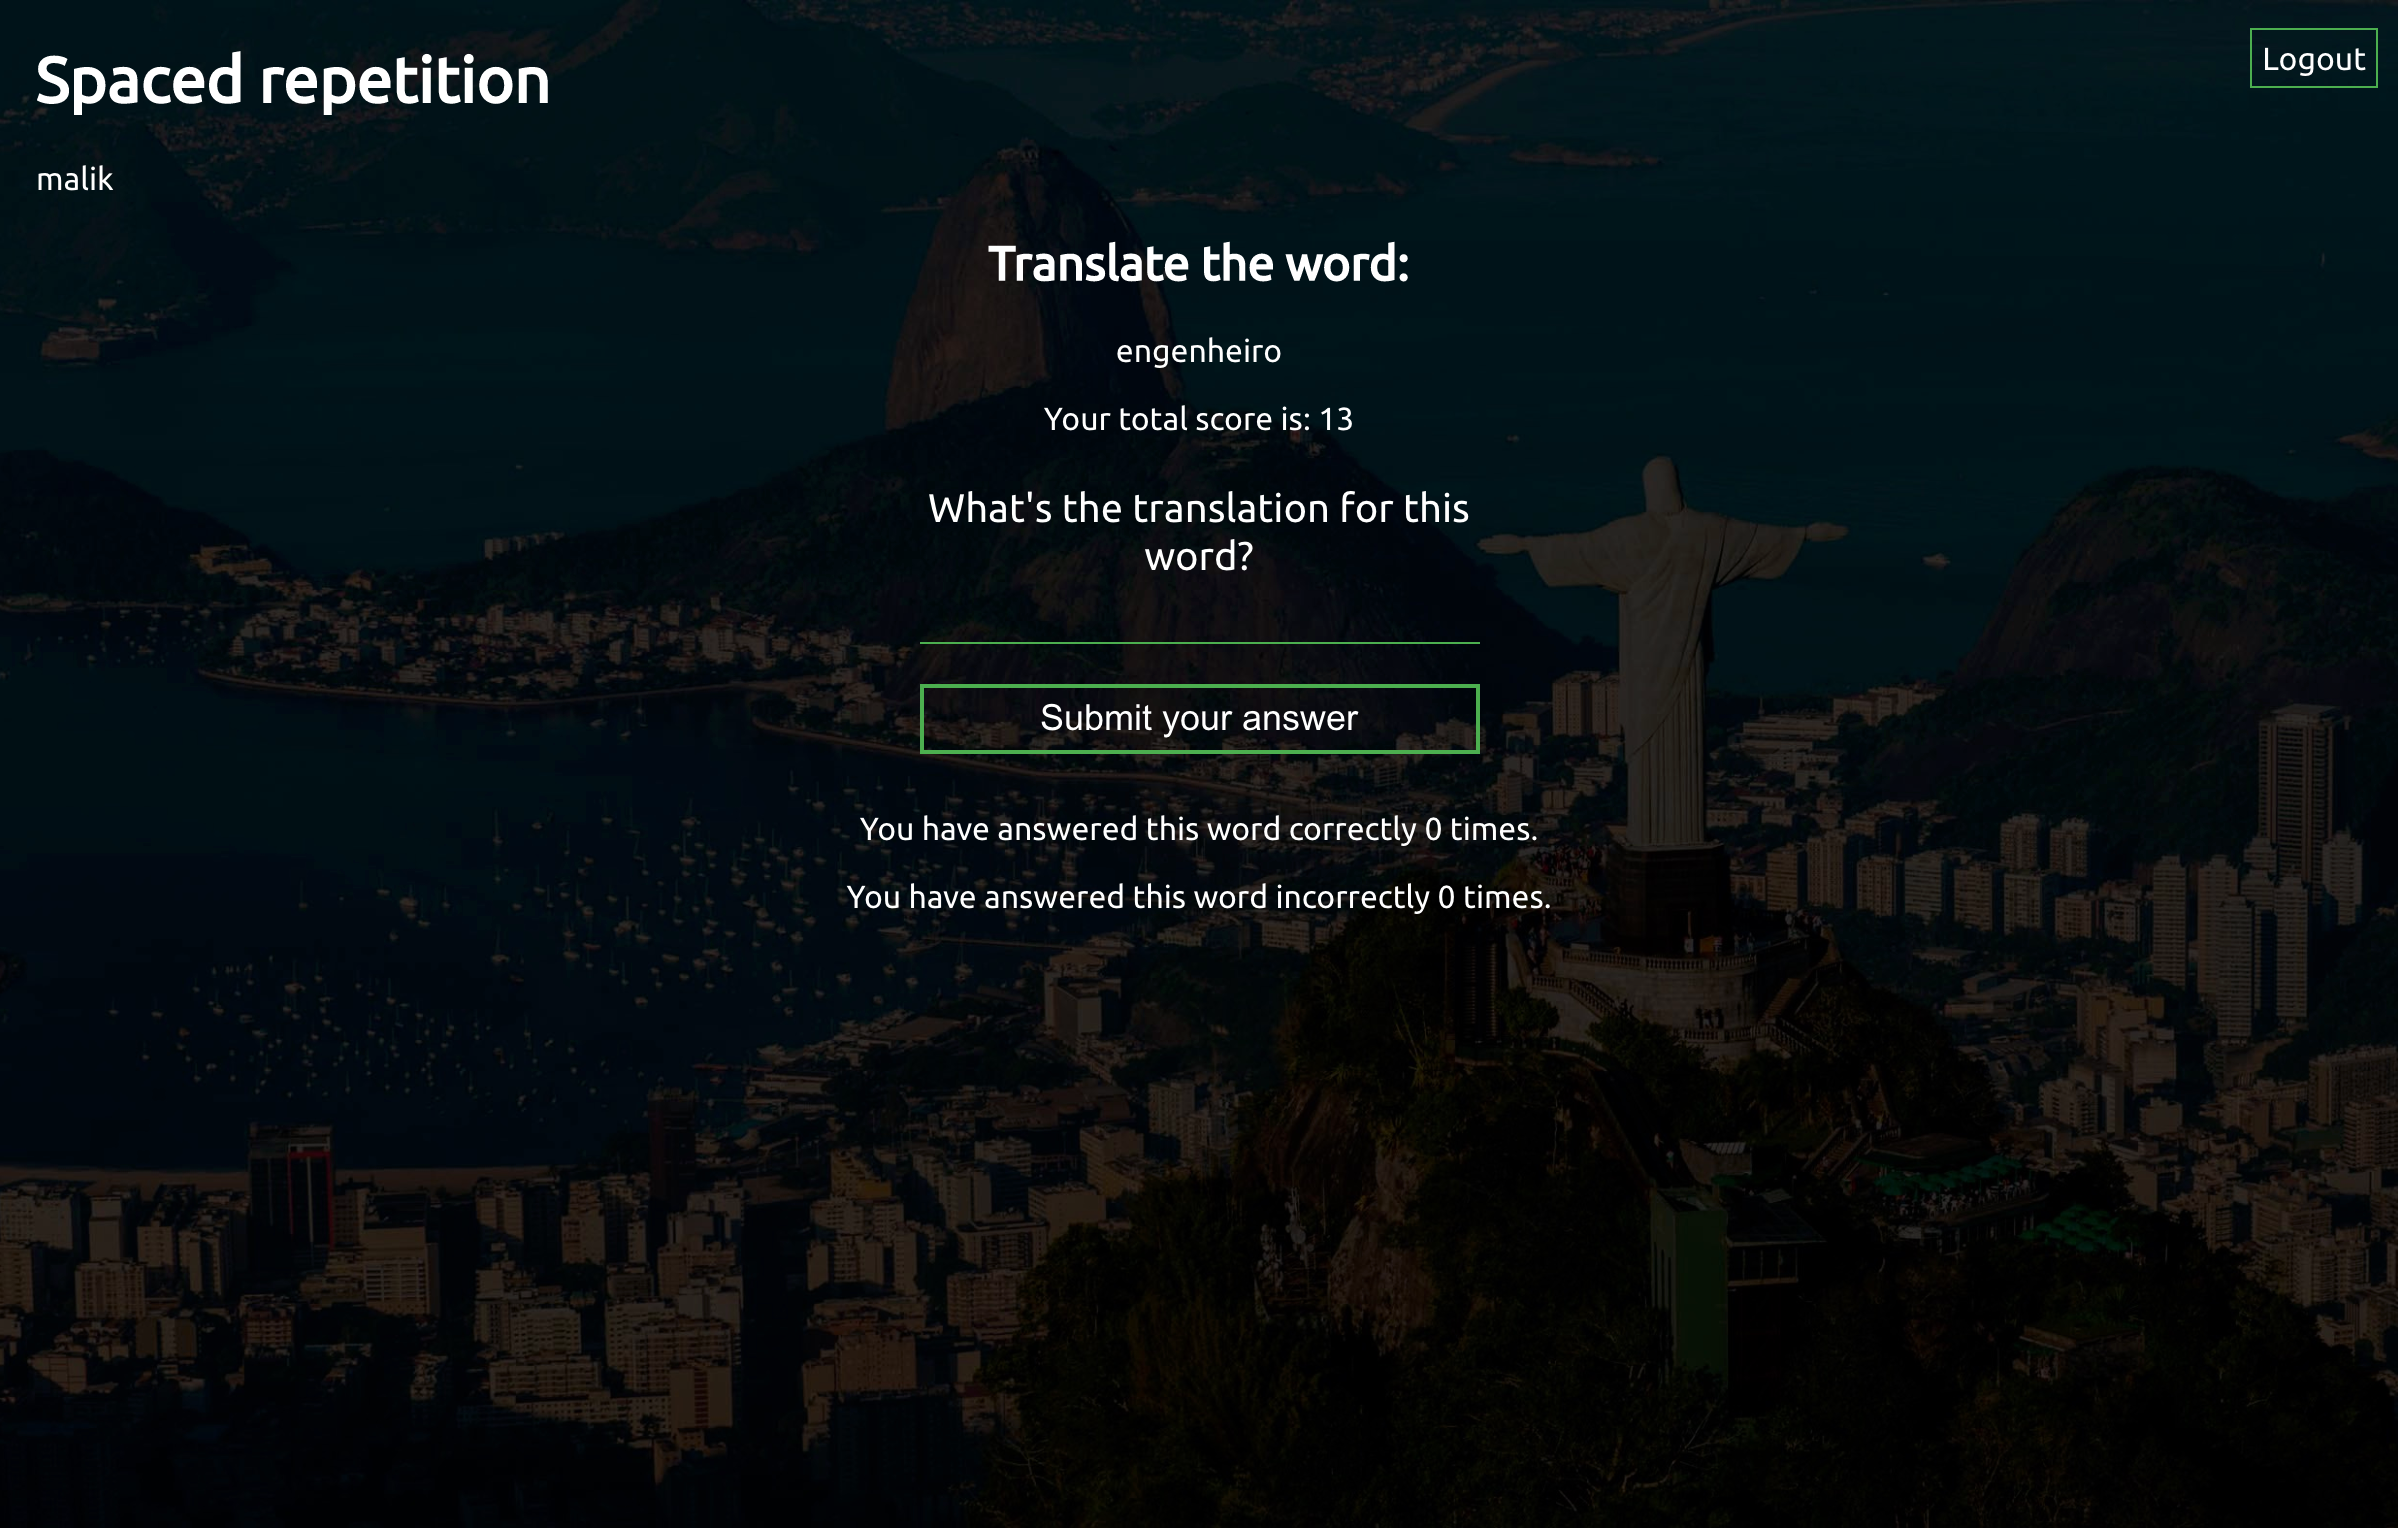 Spaced repetition
Logout
malik
Translate the word:
engenheiro
Your total score is: 13
What's the translation for this
word?
Submit your answer
You have answered this word correctly 0 times.
You have answered this word incorrectly 0 times.